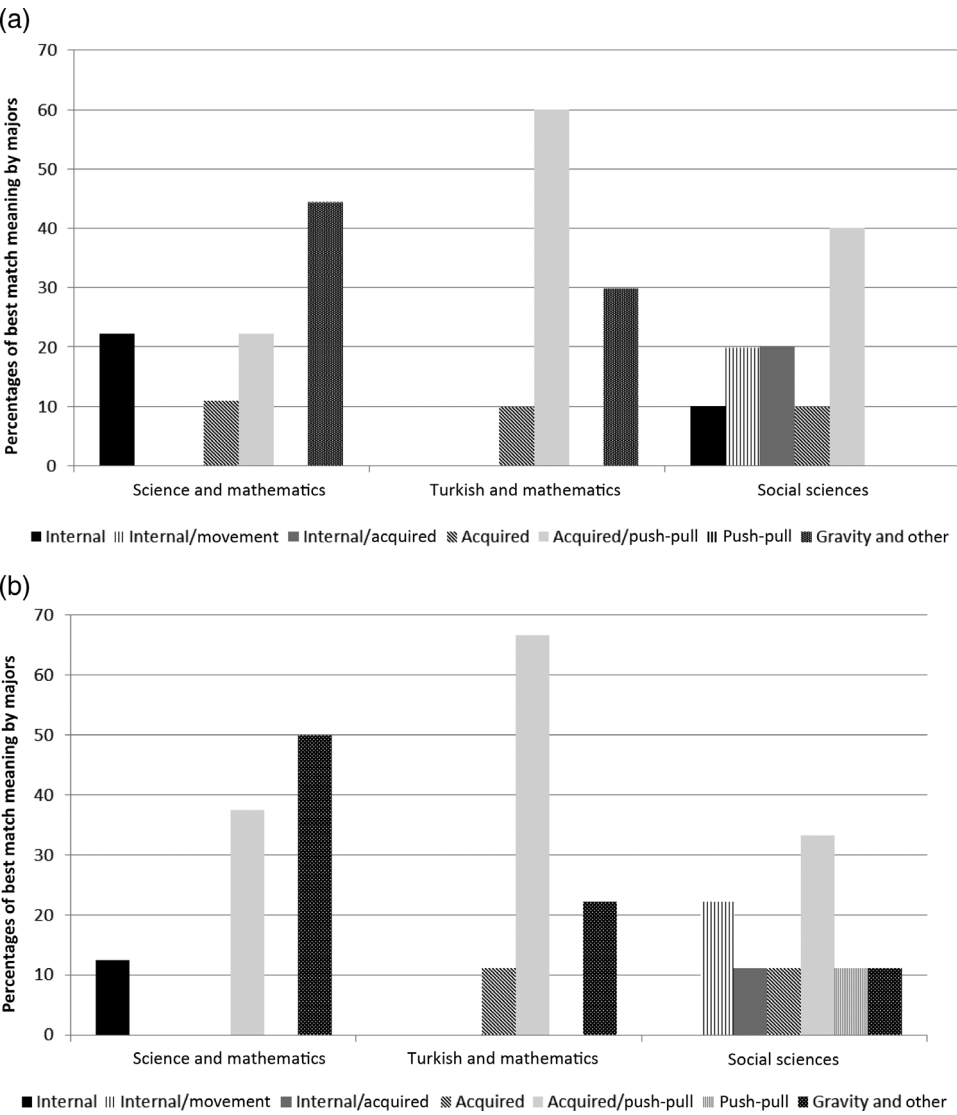 (a)
Percentages of best match meaning by majors
70
60
50
40
30
20
10
0
Science and mathematics Turkish and mathematics Social sciences
Internal Internal/movement Internal/acquired Acquired Acquired/push-pull Push-pull Gravity and other
(b)
Percentages of best match meaning by majors
70
60
50
40
30
20
10
0
Science and mathematics Turkish and mathematics Social sciences
Internal Internal/movement Internal/acquired Acquired Acquired/push-pull Push-pull Gravity and other